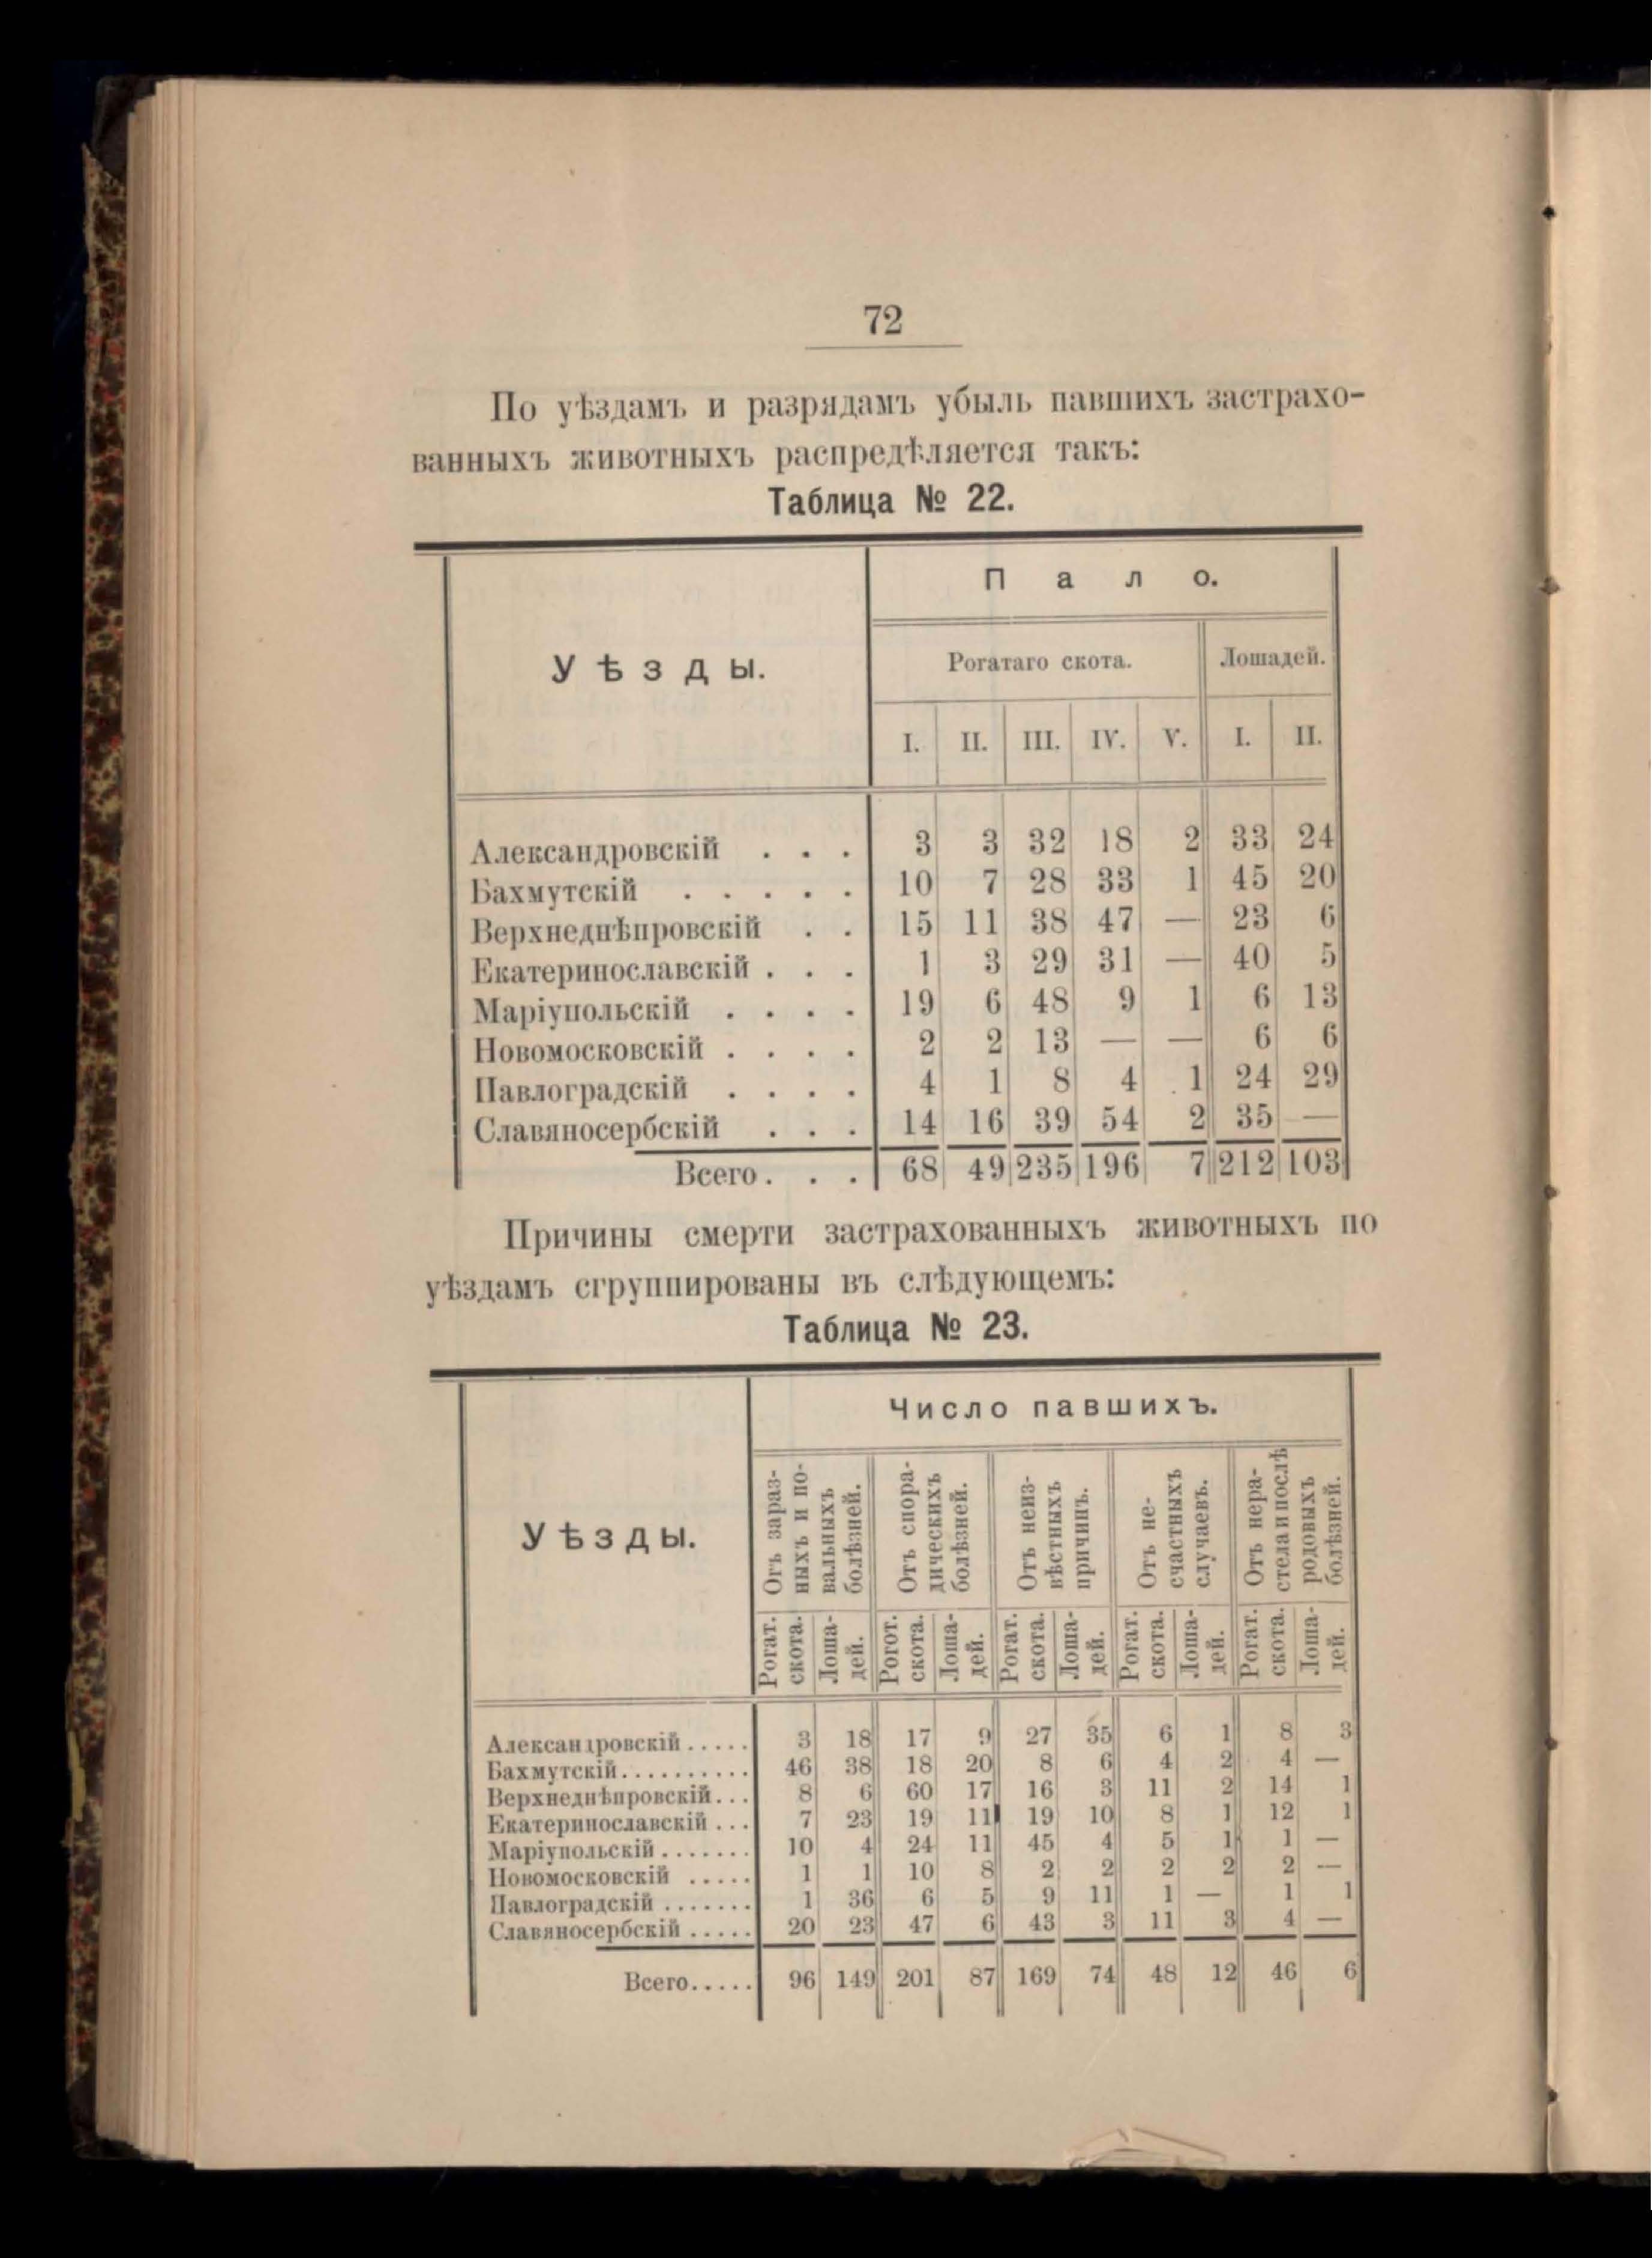 72
По уѣздамъ и разрядамъ убыль павшихъ застрахо-
ванныхъ животныхъ распредѣляется такъ:
Таблица № 22.
Уѣзды.
Пало.
Рогатаго скота. Лошадей.
I. II. III. IV. V. I. II.
Александровскій . . . 3 3 32 18 2 33 24
Бахмутскій . . . . . 10 7 28 33 1 45 20
Верхнеднѣпровскій . . 15 11 38 47 — 23 6
Екатеринославскій . . . 1 3 29 31 — 40 5
Маріупольскій . . . . 19 6 48 9 1 6 13
Новомосковскій . . . . 2 2 13 — — 6 6
Павлоградскій . . . . 4 1 8 4 1 24 29
Славяносербскій . . . 14 16 39 54 2 35 —
Всего. . . 68 49 235 196 7 212 103
Причины смерти застрахованныхъ животныхъ по
уѣздамъ сгруппированы въ слѣдующемъ:
Таблица № 23.
Уѣзды.
Число павшихъ.
Отъ зараз-
ныхъ и по-
вальныхъ
болѣзней.
Отъ спора-
дическихъ
болѣзней.
Отъ неиз-
вѣстныхъ
причинъ.
Отъ не-
счастныхъ
случаевъ.
Отъ нера-
стела и послѣ
родовыхъ
болѣзней.
Рогат.
скота.
Лоша-
дей.
Рогот.
скота.
Лоша-
дей.
Рогат.
скота.
Лоша-
дей.
Рогат.
скота.
Лоша-
дей.
Рогат.
скота.
Лоша-
дей.
Александровскій..... 3 18 17 9 27 35 6 1 8 3
Бахмутскій.......... 46 38 18 20 8 6 4 2 4 —
Верхнеднѣпровскій... 8 6 60 17 16 3 11 2 14 1
Екатеринославскій... 7 23 19 11 19 10 8 1 12 1
Маріупольскій....... 10 4 24 11 45 4 5 1 1 —
Новомосковскій ..... 1 1 10 8 2 2 2 2 2 —
Павлоградскій....... 1 36 6 5 9 11 1 — 1 1
Славяносербскій..... 20 23 47 6 43 3 11 3 4 —
Всего..... 96 149 201 87 169 74 48 12 46 6